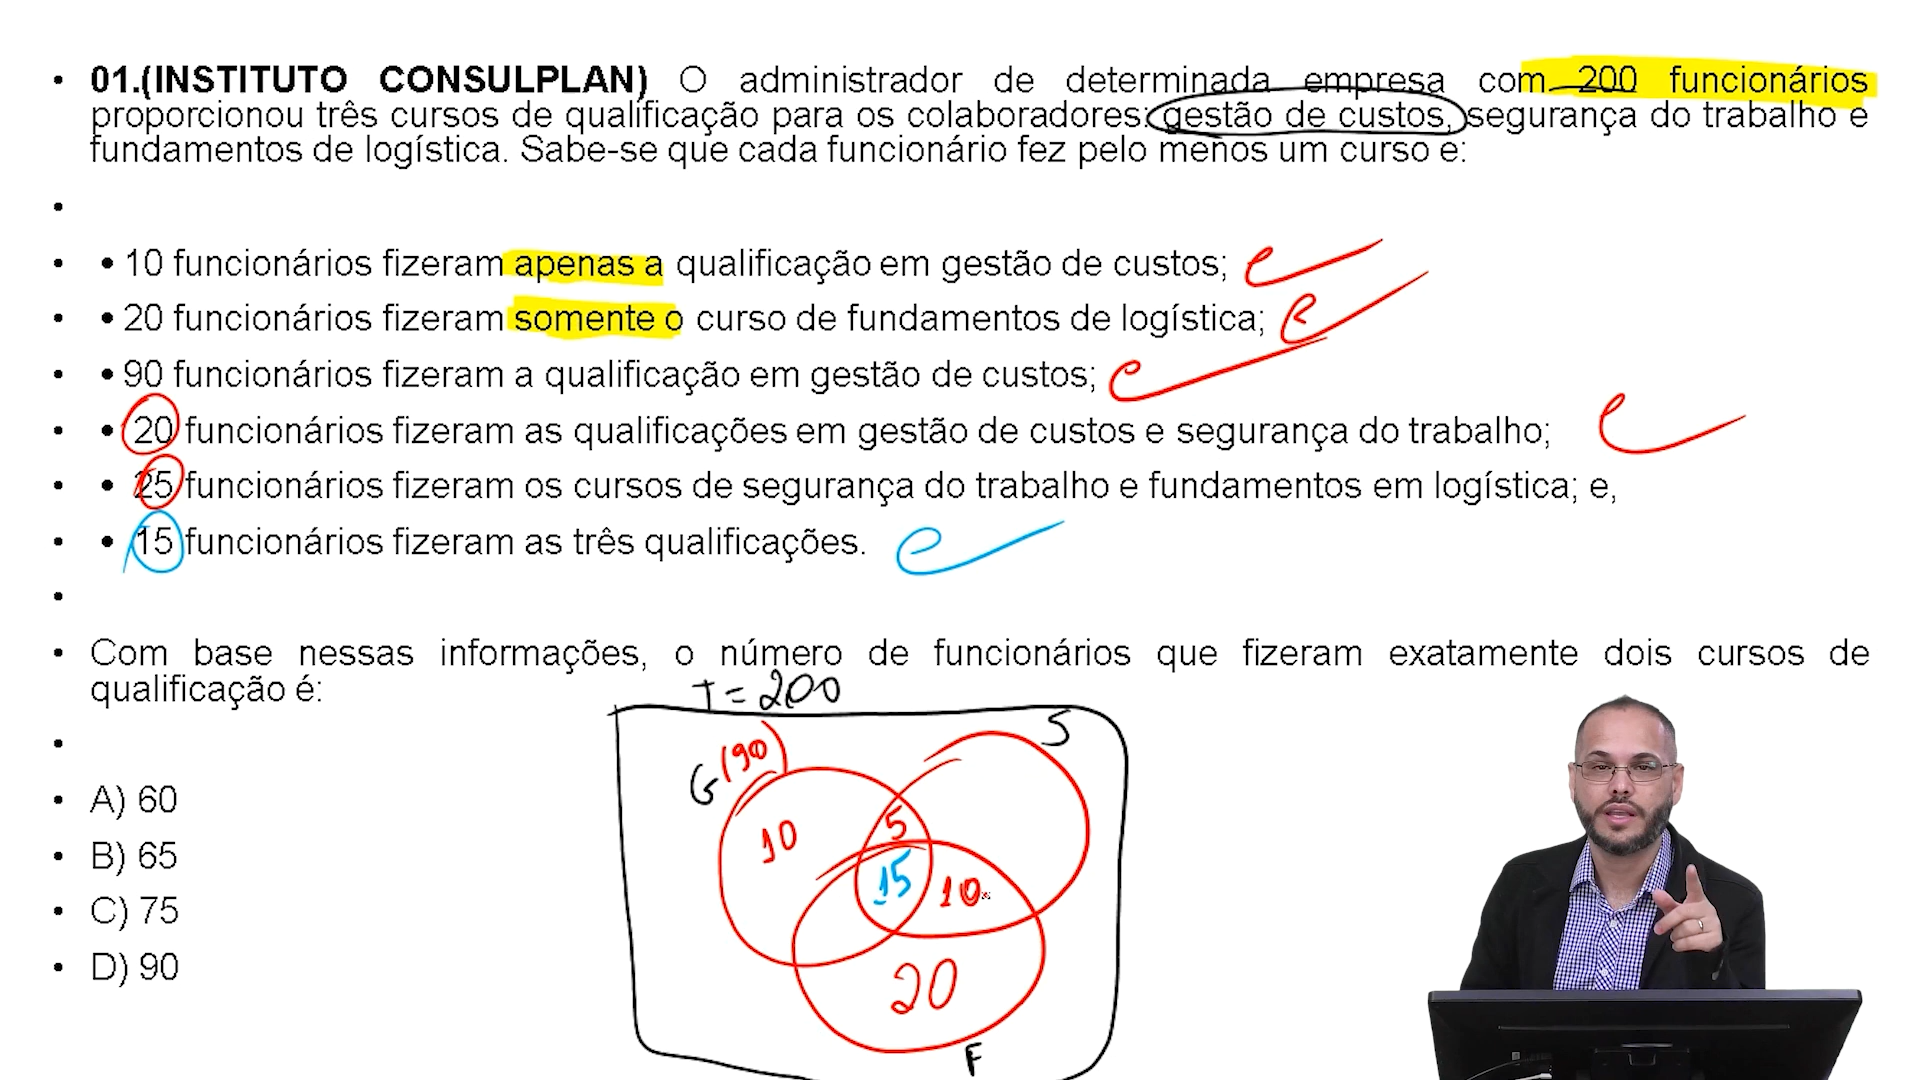 • 01.(INSTITUTO CONSULPLAN) O administrador de determinada empresa com 200 funcionários
proporcionou três cursos de qualificação para os colaboradores: gestão de custos, segurança do trabalho e
fundamentos de logística. Sabe-se que cada funcionário fez pelo menos um curso e:
•
• • 10 funcionários fizeram apenas a qualificação em gestão de custos;
• • 20 funcionários fizeram somente o curso de fundamentos de logística;
• • 90 funcionários fizeram a qualificação em gestão de custos;
• • 20 funcionários fizeram as qualificações em gestão de custos e segurança do trabalho;
• • 25 funcionários fizeram os cursos de segurança do trabalho e fundamentos em logística; e,
• • 15 funcionários fizeram as três qualificações.
•
• Com base nessas informações, o número de funcionários que fizeram exatamente dois cursos de
qualificação é:
T = 200
•
S
G (90)
• A) 60
5
10
• B) 65
15
10
• C) 75
• D) 90
20
F